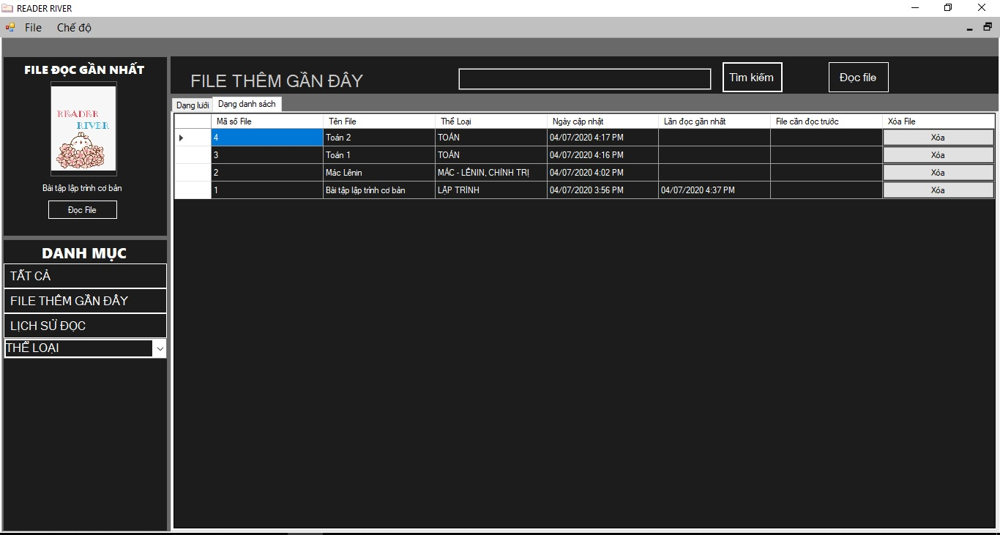 READER RIVER
File Chế độ
FILE ĐỌC GẦN NHẤT
READER
RIVER
Bài tập lập trình cơ bản
Đọc File
DANH MỤC
TẤT CẢ
FILE THÊM GẦN ĐÂY
LỊCH SỬ ĐỌC
THỂ LOẠI
FILE THÊM GẦN ĐÂY Tìm kiếm Đọc file
Dạng lưới Dạng danh sách
Mã số File Tên File Thể Loại Ngày cập nhật Lần đọc gần nhất File cần đọc trước Xóa File
4 Toán 2 TOÁN 04/07/2020 4:17 PM Xóa
3 Toán 1 TOÁN 04/07/2020 4:16 PM Xóa
2 Mác Lênin MÁC - LÊNIN, CHÍNH TRỊ 04/07/2020 4:02 PM Xóa
1 Bài tập lập trình cơ bản LẬP TRÌNH 04/07/2020 3:56 PM 04/07/2020 4:37 PM Xóa